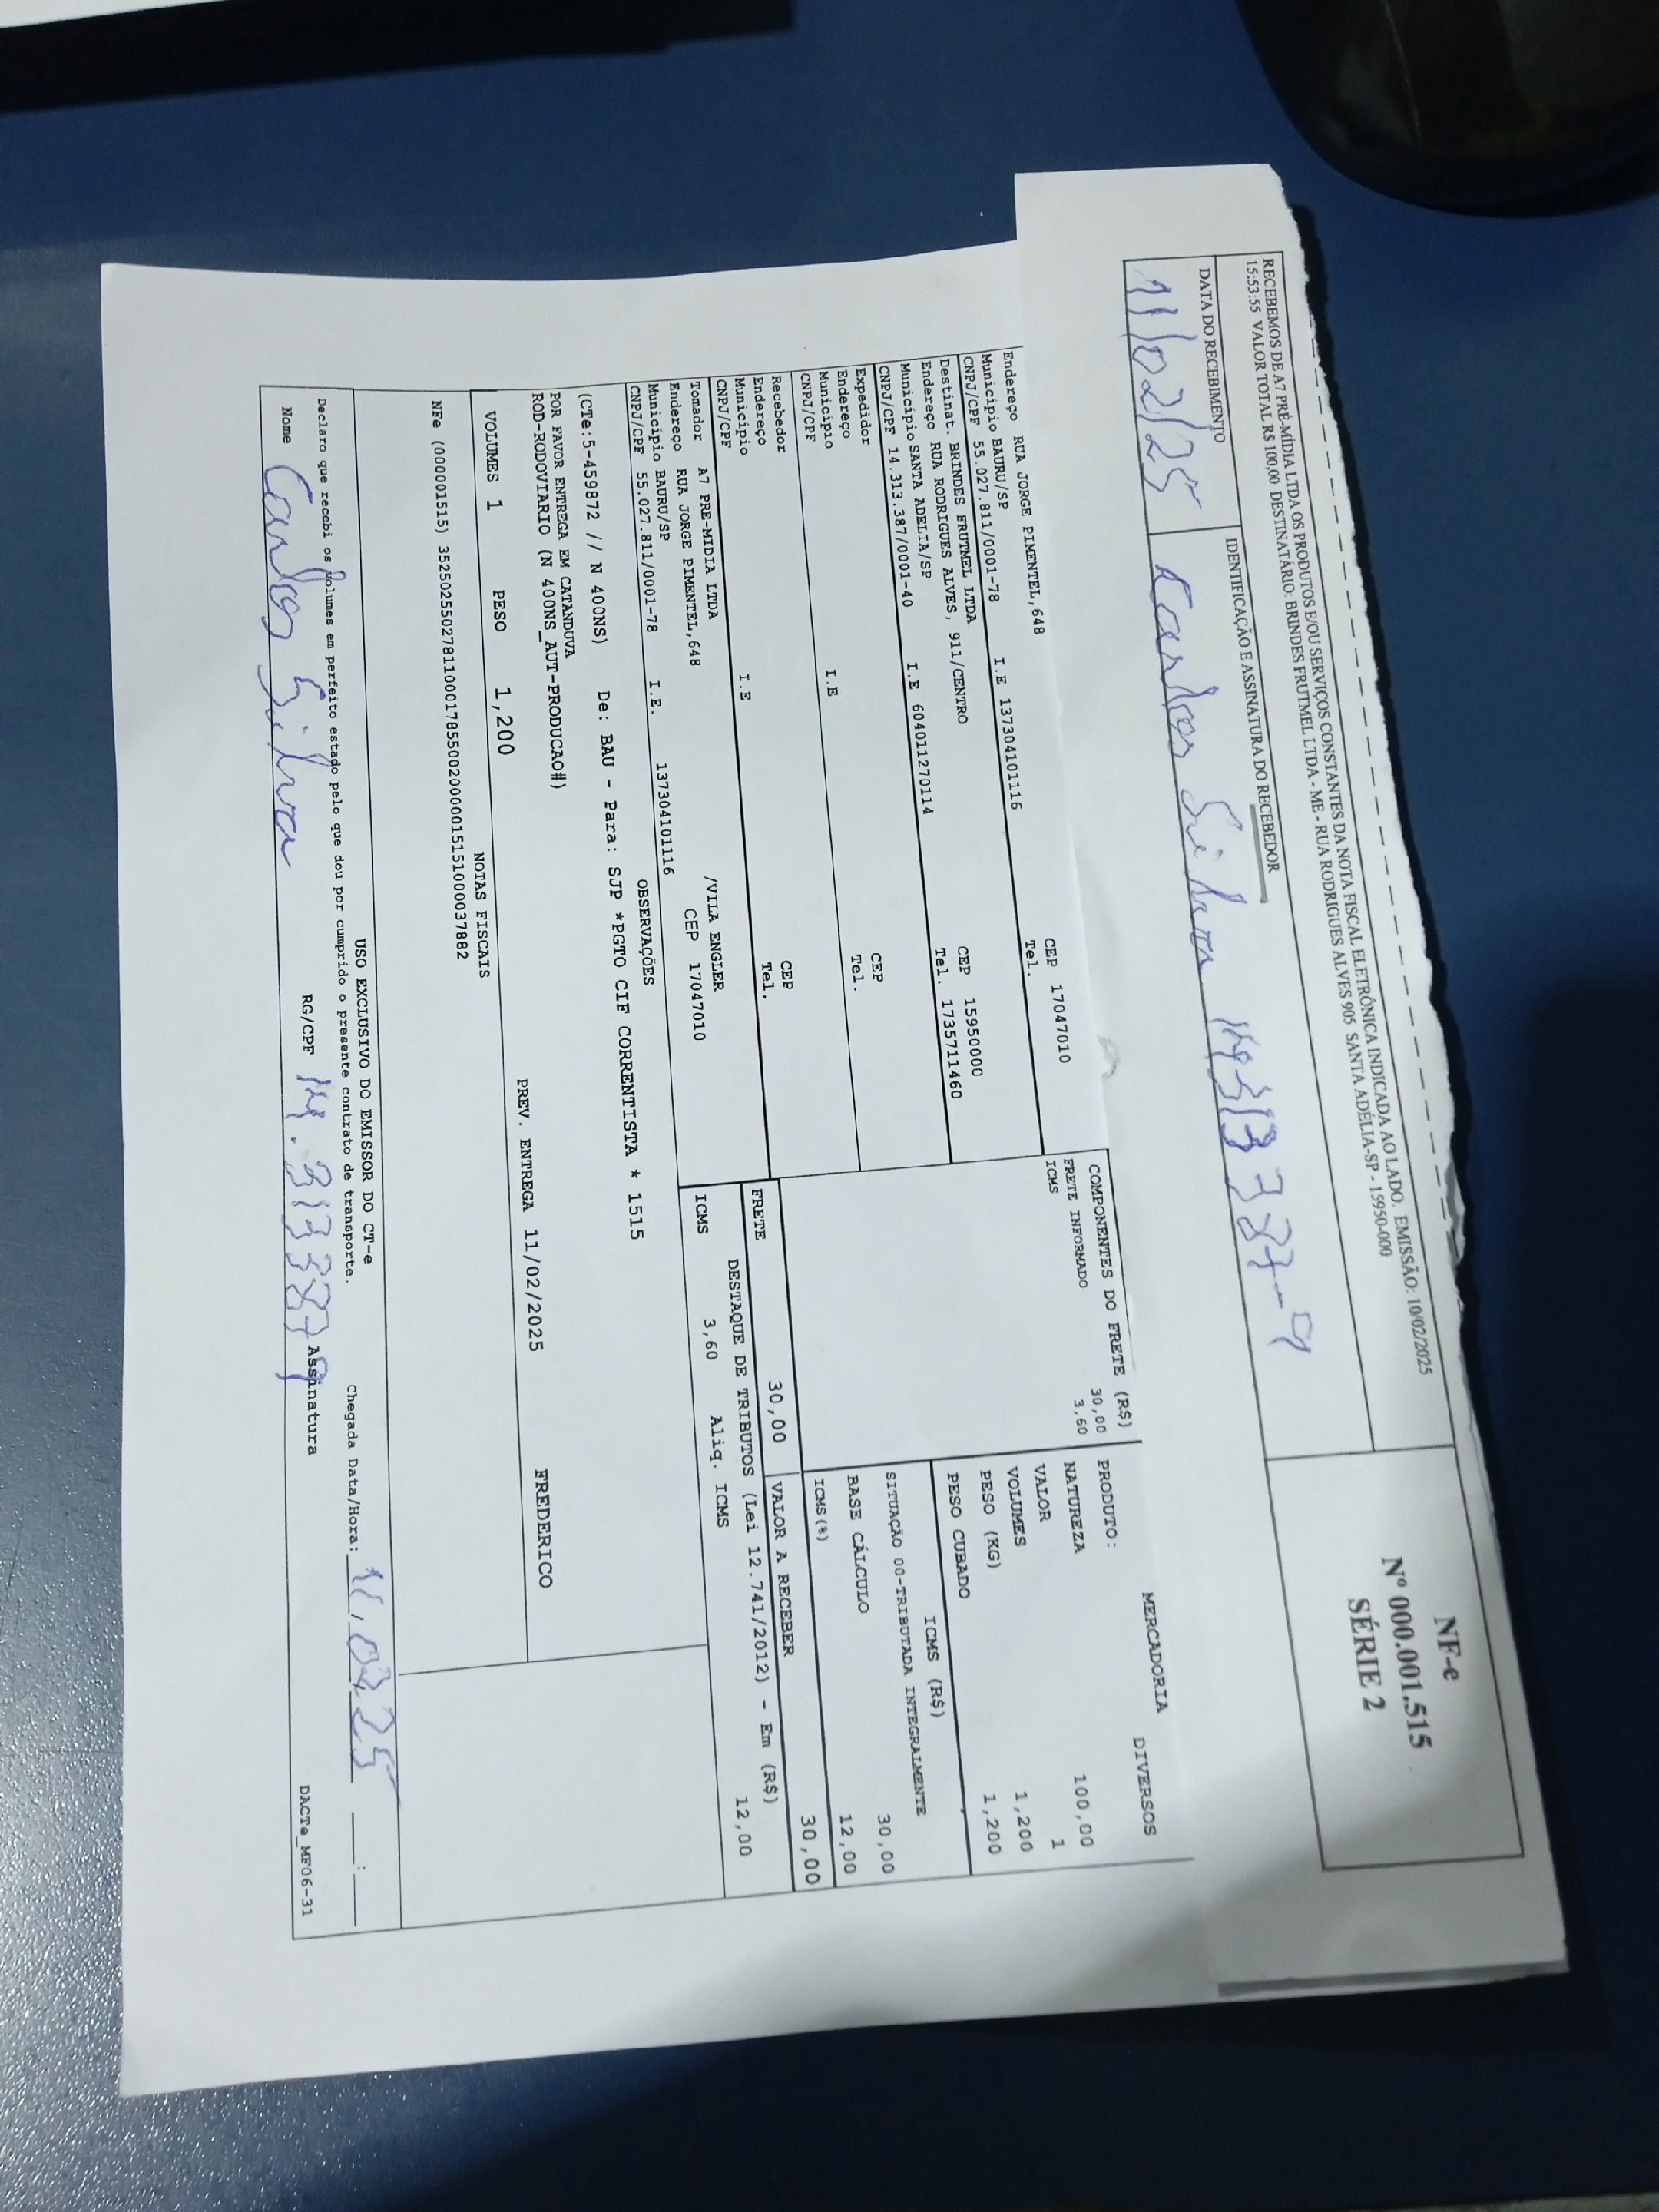 RECEBEMOS DE A7 PRÉ-MÍDIA LTDA OS PRODUTOS E/OU SERVIÇOS CONSTANTES DA NOTA FISCAL ELETRÔNICA INDICADA AO LADO. EMISSÃO: 10/02/2025
15:53:55 VALOR TOTAL R$ 100,00 DESTINATÁRIO: BRINDES FRUTMEL LTDA - ME - RUA RODRIGUES ALVES 905 SANTA ADÉLIA-SP - 15950-000
DATA DO RECEBIMENTO IDENTIFICAÇÃO E ASSINATURA DO RECEBEDOR
11/02/25 Carlos Silva
NF-e
Nº 000.001.515
SÉRIE 2
Endereço RUA JORGE PIMENTEL,648 CEP 17047010
Município BAURU/SP Tel.
CNPJ/CPF 55.027.811/0001-78 I.E 137304101116
Destinat. BRINDES FRUTMEL LTDA
Endereço RUA RODRIGUES ALVES, 911/CENTRO CEP 15950000
Município SANTA ADELIA/SP Tel. 1735711460
CNPJ/CPF 14.313.387/0001-40 I.E 604011270114
Expedidor
Endereço CEP
Município Tel.
CNPJ/CPF I.E
Recebedor
Endereço CEP
Município Tel.
CNPJ/CPF I.E
Tomador A7 PRE-MIDIA LTDA /VILA ENGLER
Endereço RUA JORGE PIMENTEL,648 CEP 17047010
Município BAURU/SP
CNPJ/CPF 55.027.811/0001-78 I.E. 137304101116
COMPONENTES DO FRETE (R$)
FRETE INFORMADO 30,00
ICMS 3,60
MERCADORIA
PRODUTO: DIVERSOS
NATUREZA
VALOR 100,00
VOLUMES 1
PESO (KG) 1,200
PESO CUBADO 1,200
ICMS (R$)
SITUAÇÃO 00-TRIBUTADA INTEGRALMENTE
BASE CÁLCULO 30,00
ICMS(%) 12,00
FRETE 30,00 VALOR A RECEBER 30,00
DESTAQUE DE TRIBUTOS (Lei 12.741/2012) - Em (R$)
ICMS 3,60 Aliq. ICMS 12,00
OBSERVAÇÕES
(CTe:5-459872 // N 400NS) De: BAU - Para: SJP *PGTO CIF CORRENTISTA * 1515
POR FAVOR ENTREGA EM CATANDUVA
ROD-RODOVIARIO (N 400NS_AUT-PRODUCAO#)
VOLUMES 1 PESO 1,200 PREV. ENTREGA 11/02/2025 FREDERICO
NOTAS FISCAIS
NFe (000001515) 35250255027811000178550020000015151000037882
USO EXCLUSIVO DO EMISSOR DO CT-e
Declaro que recebi os volumes em perfeito estado pelo que dou por cumprido o presente contrato de transporte. Chegada Data/Hora: 11/02/25
Nome Carlos Silva RG/CPF Assinatura
DACTe_MF06-31